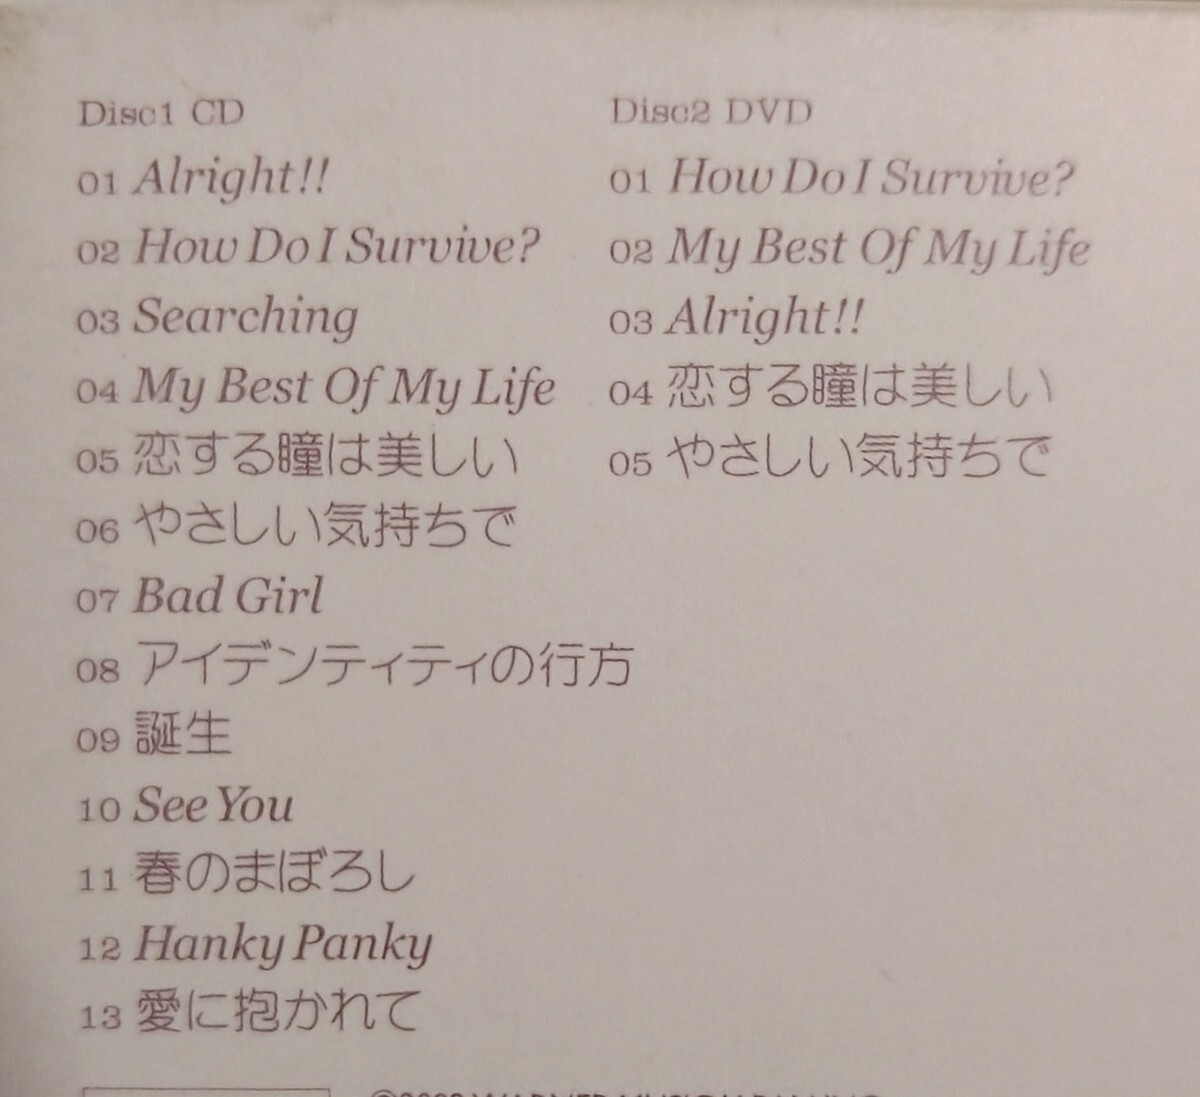 Disc1 CD
01 Alright!!
02 How Do I Survive?
03 Searching
04 My Best Of My Life
05 恋する瞳は美しい
06 やさしい気持ちで
07 Bad Girl
08 アイデンティティの行方
09 誕生
10 See You
11 春のまぼろし
12 Hanky Panky
13 愛に抱かれて
Disc2 DVD
01 How Do I Survive?
02 My Best Of My Life
03 Alright!!
04 恋する瞳は美しい
05 やさしい気持ちで